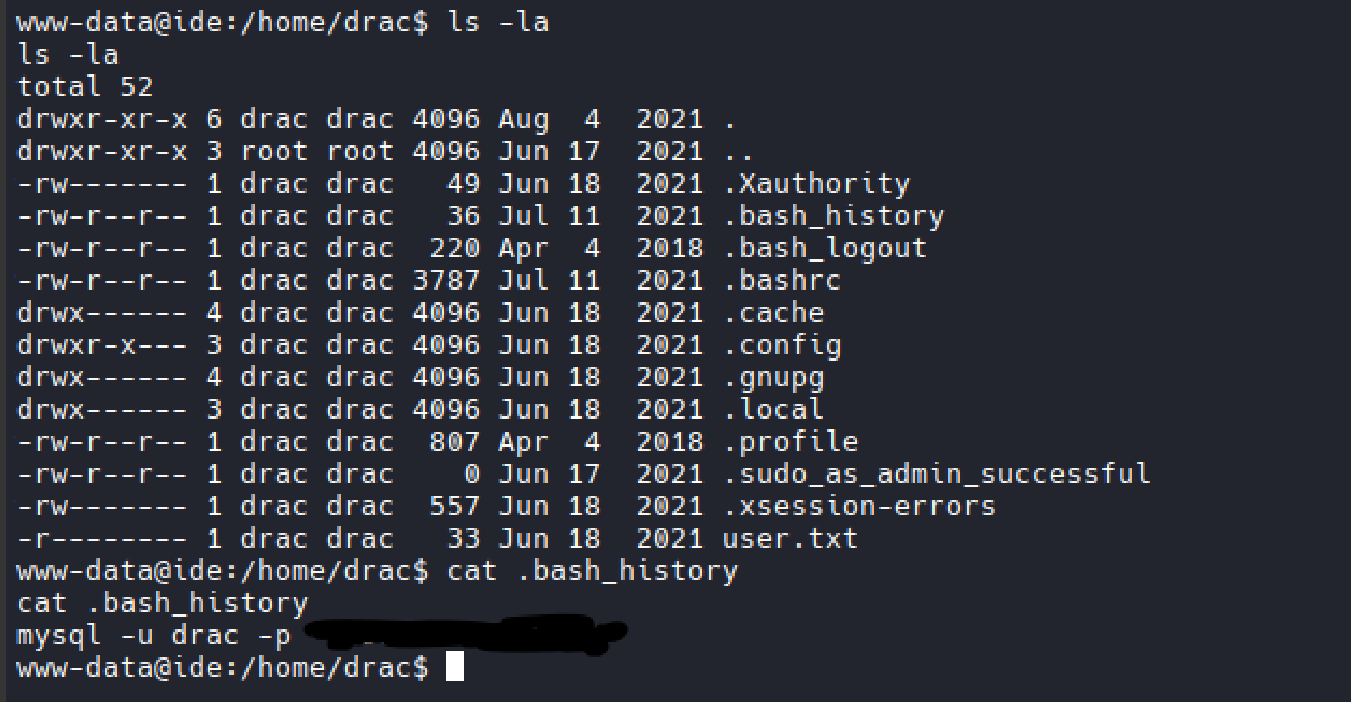 www-data@ide:/home/drac$ ls -la
ls -la
total 52
drwxr-xr-x 6 drac drac 4096 Aug  4  2021 .
drwxr-xr-x 3 root root 4096 Jun 17  2021 ..
-rw------- 1 drac drac   49 Jun 18  2021 .Xauthority
-rw-r--r-- 1 drac drac   36 Jul 11  2021 .bash_history
-rw-r--r-- 1 drac drac  220 Apr  4  2018 .bash_logout
-rw-r--r-- 1 drac drac 3787 Jul 11  2021 .bashrc
drwx------ 4 drac drac 4096 Jun 18  2021 .cache
drwxr-x--- 3 drac drac 4096 Jun 18  2021 .config
drwx------ 4 drac drac 4096 Jun 18  2021 .gnupg
drwx------ 3 drac drac 4096 Jun 18  2021 .local
-rw-r--r-- 1 drac drac  807 Apr  4  2018 .profile
-rw-r--r-- 1 drac drac    0 Jun 17  2021 .sudo_as_admin_successful
-rw------- 1 drac drac  557 Jun 18  2021 .xsession-errors
-r-------- 1 drac drac   33 Jun 18  2021 user.txt
www-data@ide:/home/drac$ cat .bash_history
cat .bash_history
mysql -u drac -p
www-data@ide:/home/drac$